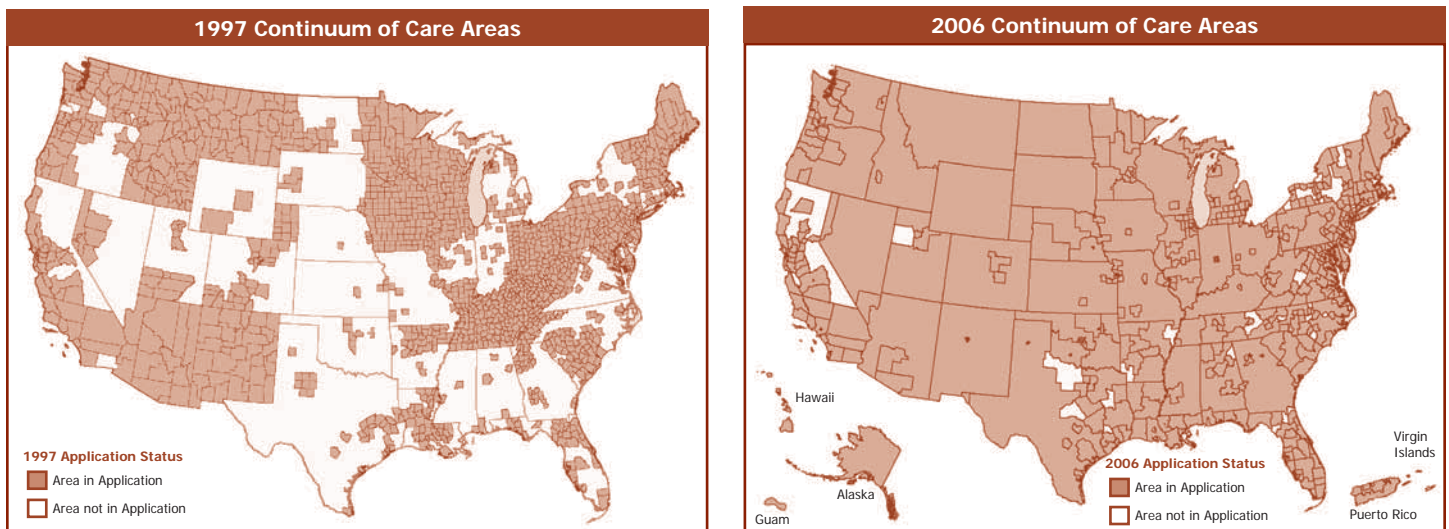 1997 Continuum of Care Areas
1997 Application Status
Area in Application
Area not in Application
2006 Continuum of Care Areas
Hawaii
Alaska
Guam
Virgin
Islands
Puerto Rico
2006 Application Status
Area in Application
Area not in Application